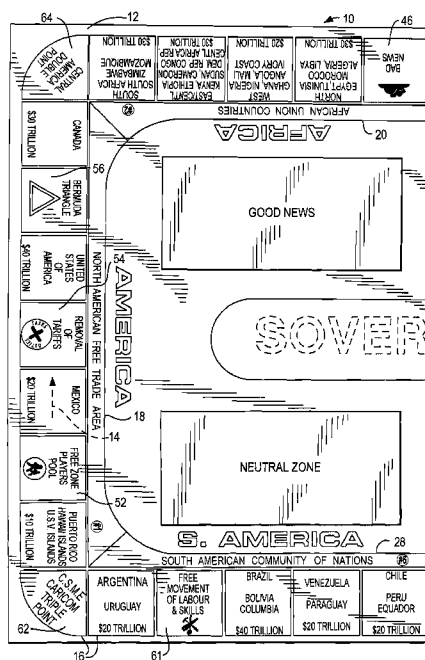 64
12
10
46
CENTRAL
AMERICA
DOUBLE
POINT
SOUTH
SOUTH AFRICA
ZIMBABWE
MOZAMBIQUE
$30 TRILLION
EAST/CENTL
KENYA ETHIOPIA
SUDAN, CAMEROON
DEM. REP CONGO
CENTL AFRICA REP
$30 TRILLION
WEST
GHANA NIGERIA
ANGOLA, MALI
IVORY COAST
$20 TRILLION
NORTH
EGYPT, TUNISIA
MOROCCO
ALGERIA, LIBYA
$30 TRILLION
BAD
NEWS
AFRICAN UNION COUNTRIES
20
AFRICA
CANADA
$30 TRILLION
56
BERMUDA
TRIANGLE
GOOD NEWS
UNITED
STATES
OF
AMERICA
$40 TRILLION
54
NORTH AMERICAN FREE TRADE AREA
AMERICA
REMOVAL
OF
TARIFFS
SOVER
MEXICO
$20 TRILLION
18
14
FREE ZONE
PLAYERS
POOL
52
NEUTRAL ZONE
PUERTO RICO
HAWAII ISLANDS
U.S.V ISLANDS
$10 TRILLION
S. AMERICA
28
SOUTH AMERICAN COMMUNITY OF NATIONS
C.S.M.E
CARICOM
TRIPLE
POINT
62
16
ARGENTINA
URUGUAY
$20 TRILLION
FREE
MOVEMENT
OF LABOUR
& SKILLS
61
BRAZIL
BOLIVIA
COLUMBIA
$40 TRILLION
VENEZUELA
PARAGUAY
$20 TRILLION
CHILE
PERU
EQUADOR
$20 TRILLION